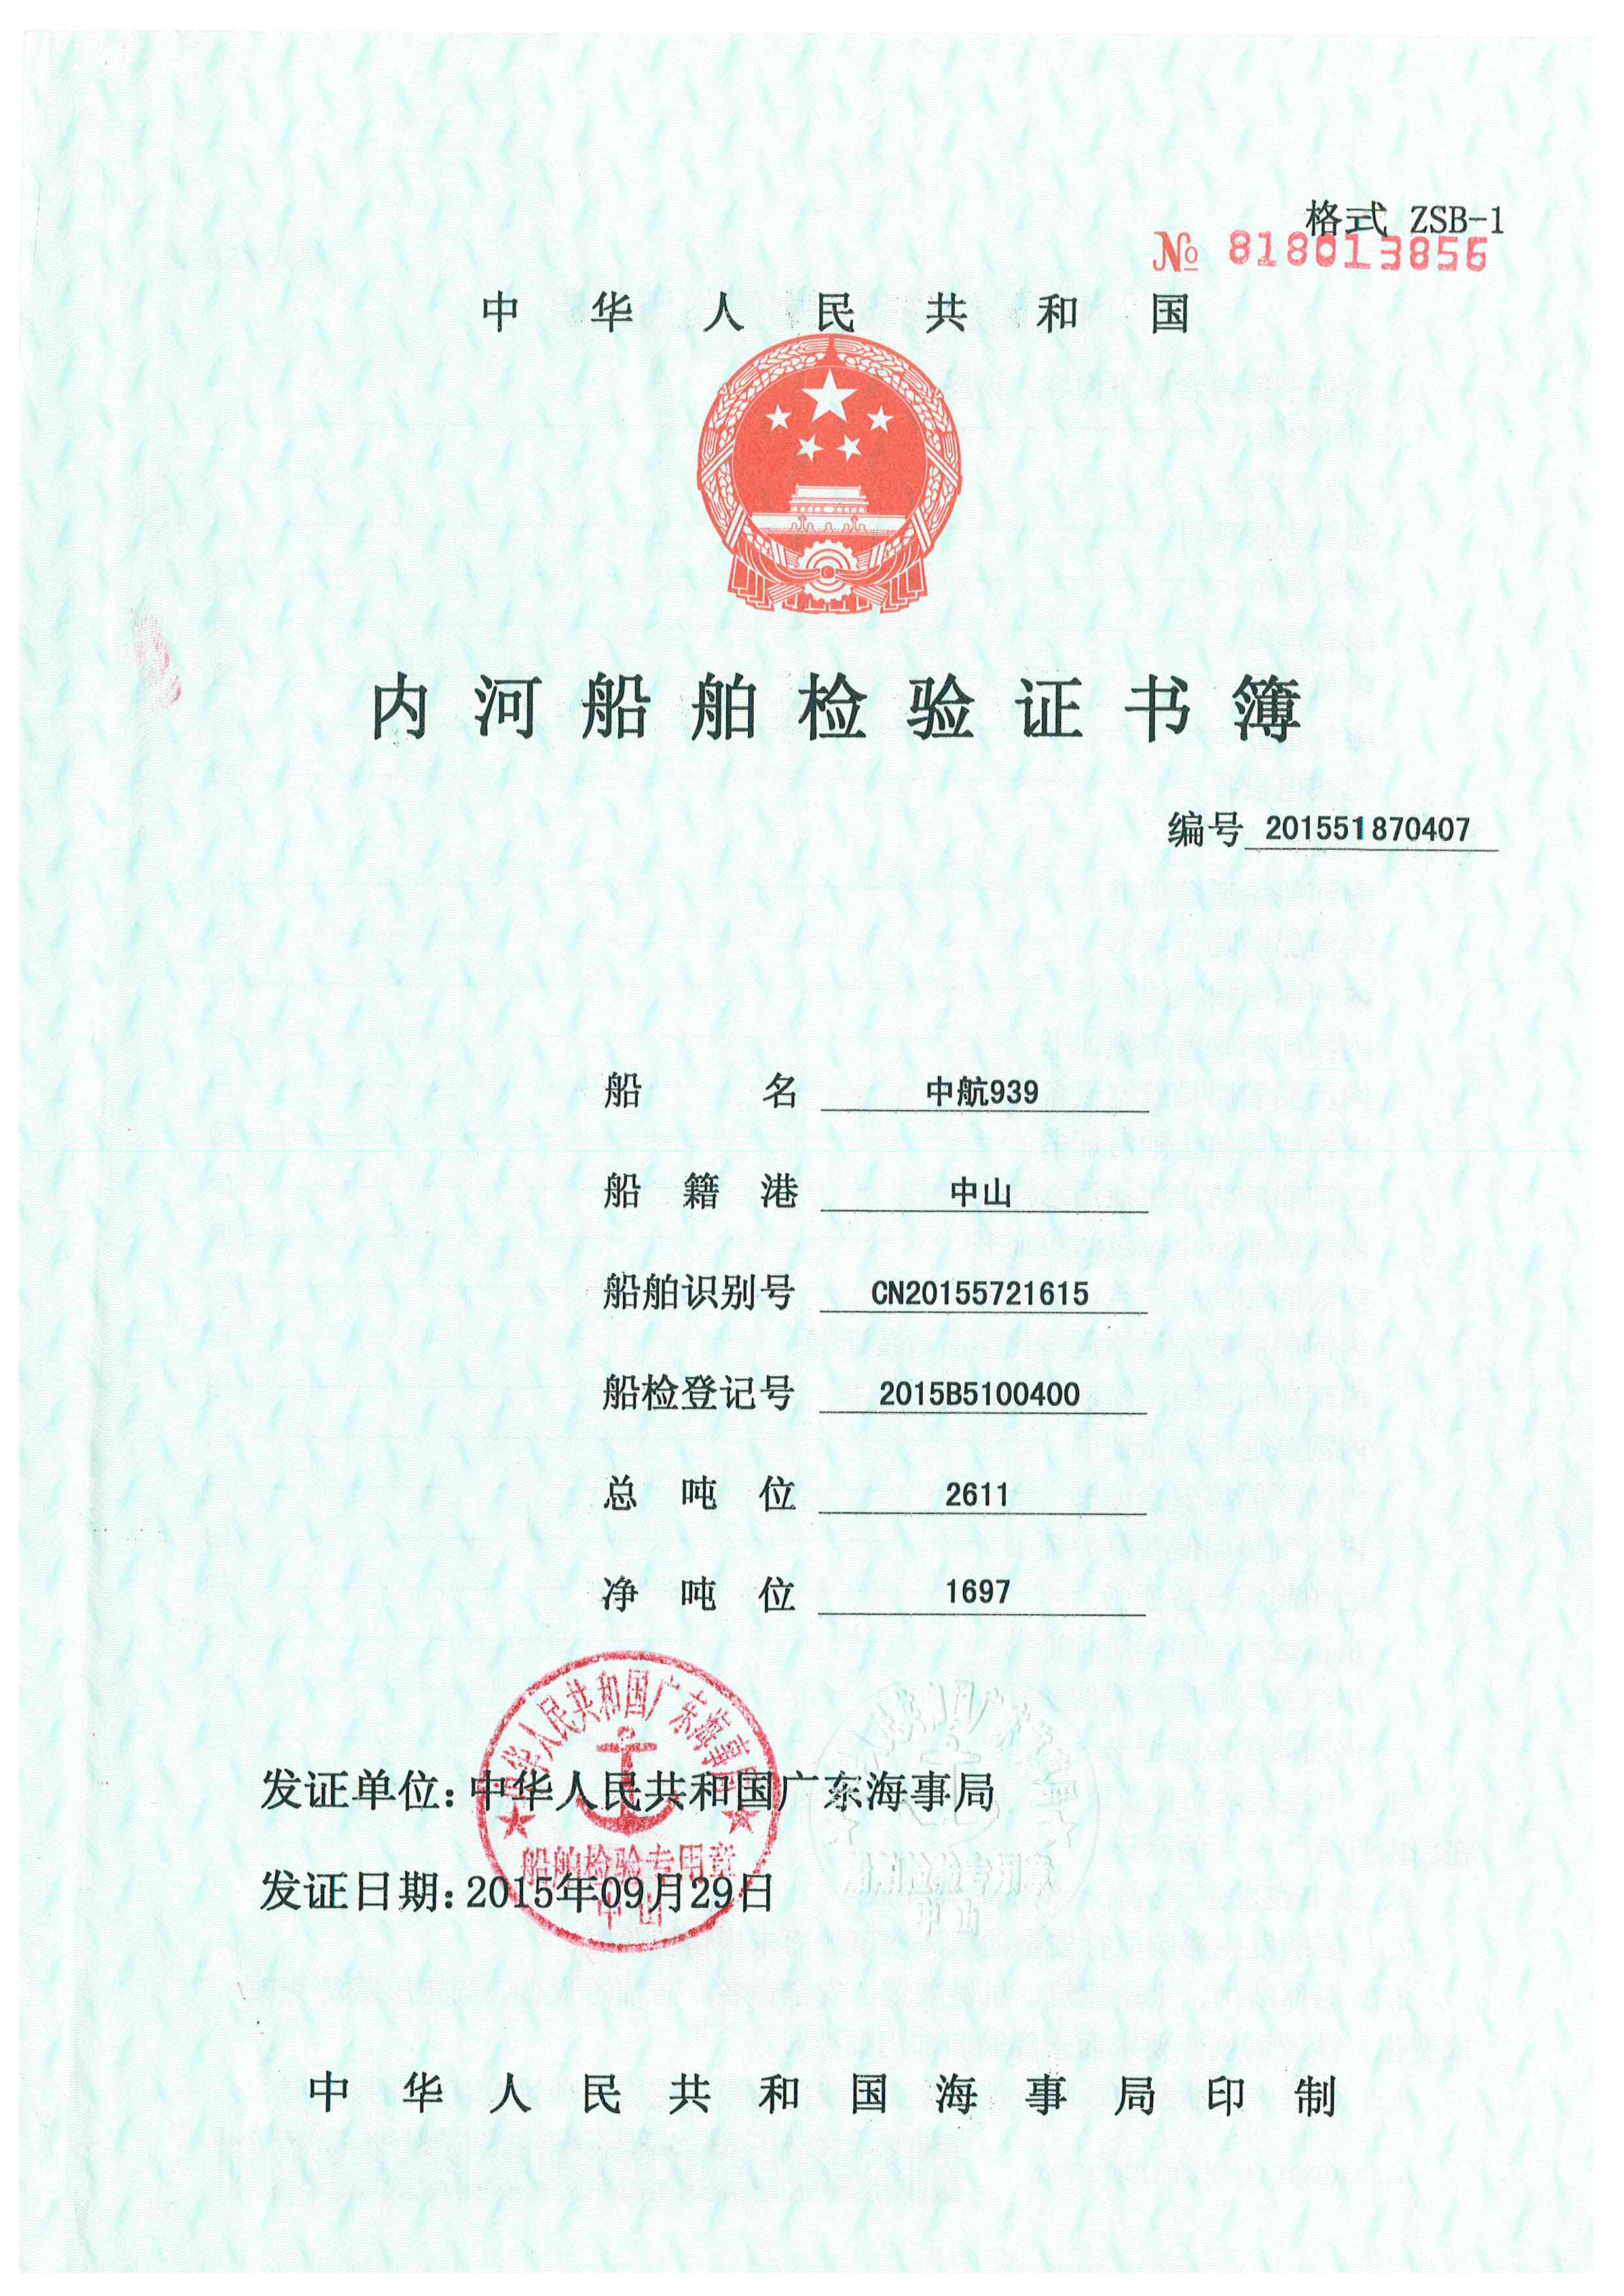 格式 ZSB-1
№ 818013856
中华人民共和国
内河船舶检验证书簿
编号 201551870407
船名 中航939
船籍港 中山
船舶识别号 CN20155721615
船检登记号 2015B5100400
总吨位 2611
净吨位 1697
中华人民共和国广东海事局
发证单位:中华人民共和国广东海事局
船舶检验专用章
发证日期:2015年09月29日
中山
中华人民共和国海事局印制